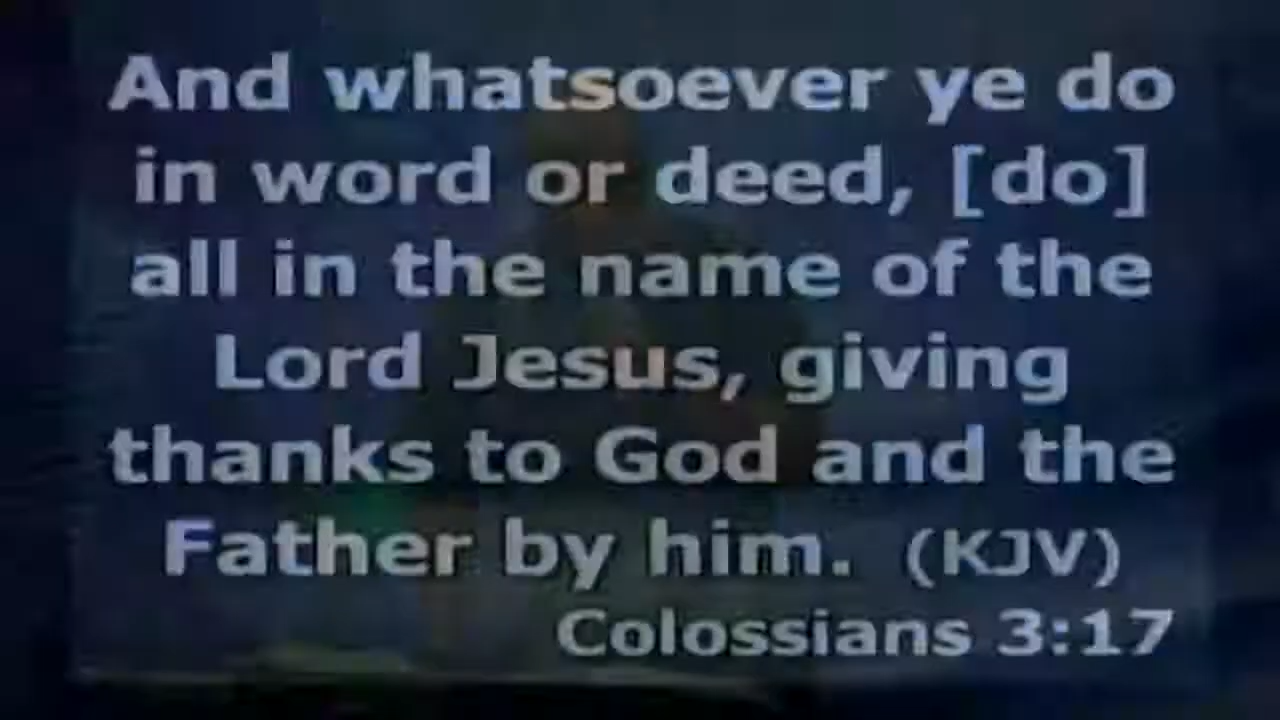 And whatsoever ye do
in word or deed, [do]
all in the name of the
Lord Jesus, giving
thanks to God and the
Father by him. (KJV)
Colossians 3:17